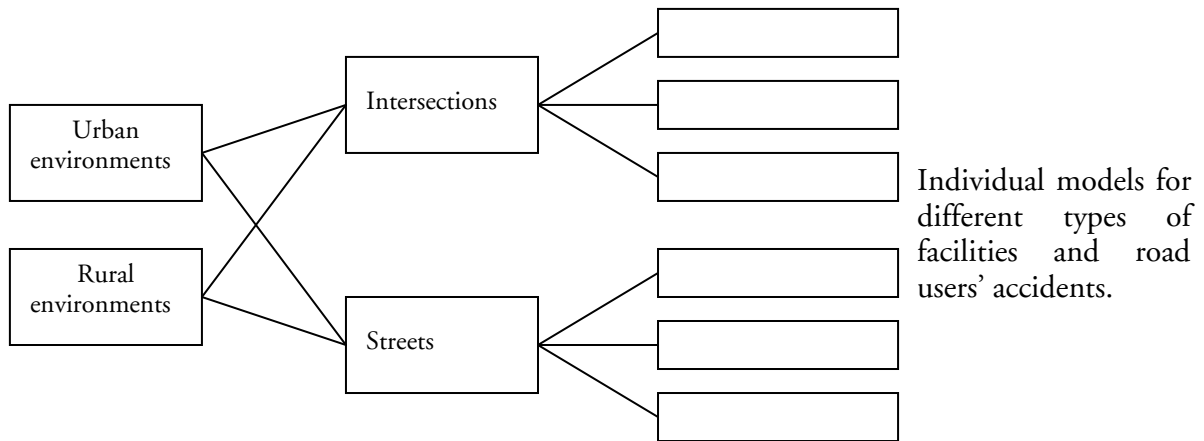 Urban
environments
Rural
environments
Intersections
Streets
Individual models for
different types of
facilities and road
users’ accidents.